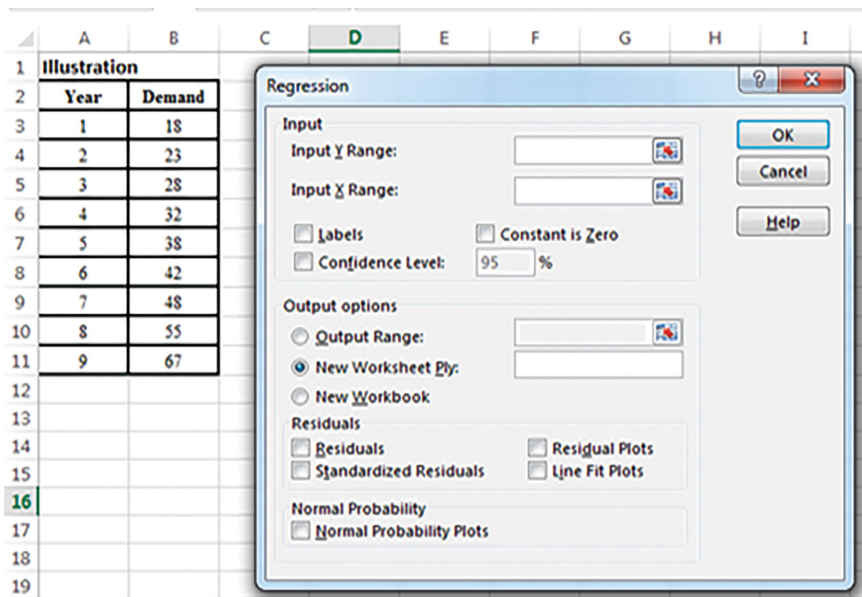 A B C D E F G H I
1 Illustration
2 Year Demand
3 1 18
4 2 23
5 3 28
6 4 32
7 5 38
8 6 42
9 7 48
10 8 55
11 9 67
12
13
14
15
16
17
18
19
Regression
?
Input
Input Y Range:
Input X Range:
Labels Constant is Zero
Confidence Level: 95 %
Output options
Output Range:
New Worksheet Ply:
New Workbook
Residuals
Residuals Residual Plots
Standardized Residuals Line Fit Plots
Normal Probability
Normal Probability Plots
OK
Cancel
Help